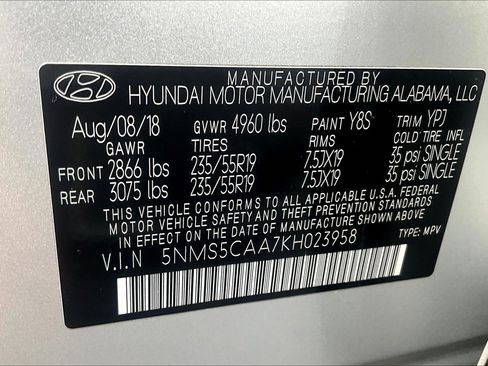 MANUFACTURED BY
HYUNDAI MOTOR MANUFACTURING ALABAMA, LLC
Aug/08/18 GVWR 4960 lbs PAINT Y8S TRIM YPJ
GAWR TIRES RIMS COLD TIRE INFL
FRONT 2866 lbs 235/55R19 7.5JX19 35 psi SINGLE
REAR 3075 lbs 235/55R19 7.5JX19 35 psi SINGLE
THIS VEHICLE CONFORMS TO ALL APPLICABLE U.S.A. FEDERAL
MOTOR VEHICLE SAFETY AND THEFT PREVENTION STANDARDS IN
EFFECT ON THE DATE OF MANUFACTURE SHOWN ABOVE.
V.I.N 5NMS5CAA7KH023958 TYPE: MPV